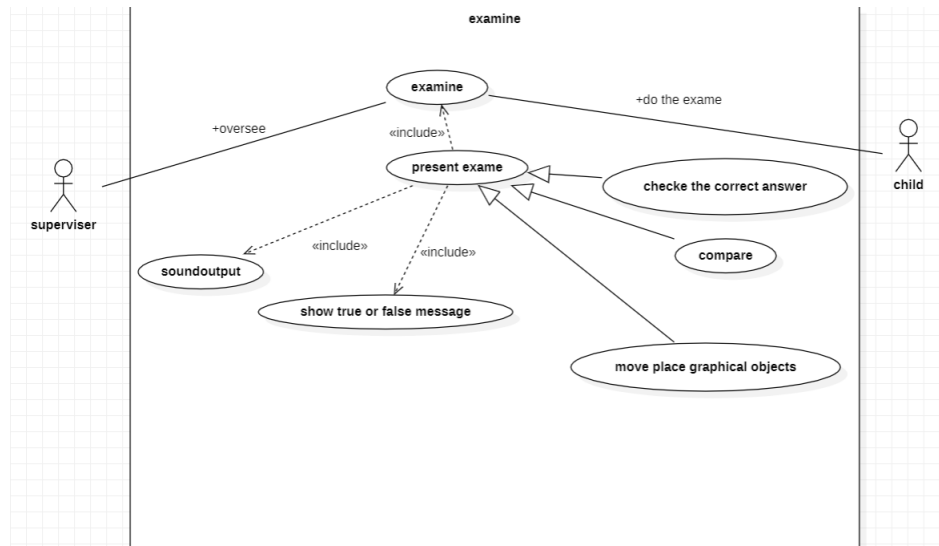 examine
examine
+do the exame
+oversee
«include»
present exame
checke the correct answer
child
superviser
«include»
«include»
compare
soundoutput
show true or false message
move place graphical objects